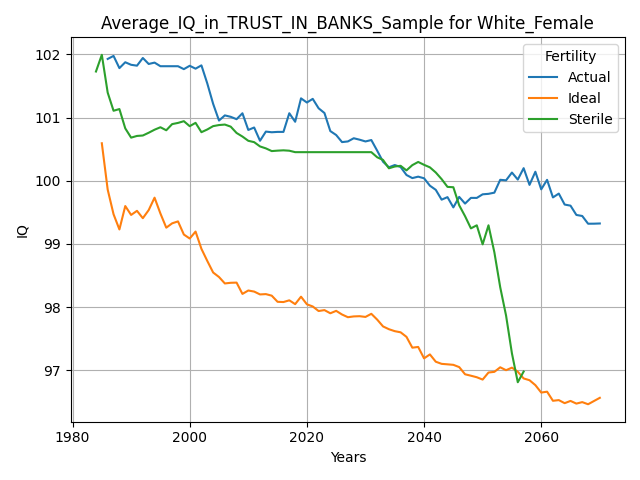 Average_IQ_in_TRUST_IN_BANKS_Sample for White_Female
Fertility
Actual
Ideal
Sterile
102
101
100
99
98
97
IQ
1980
2000
2020
2040
2060
Years